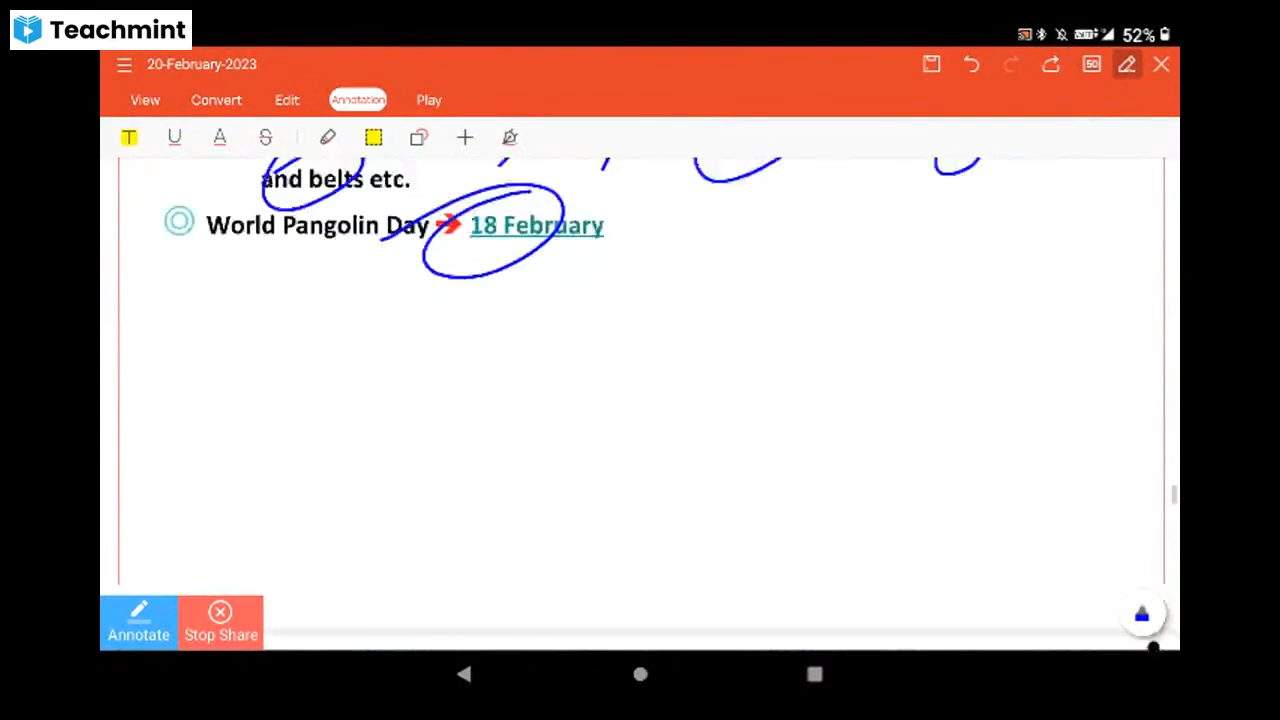 Teachmint
52%
20-February-2023
50
View Convert Edit Annotation Play
T U A S
and belts etc.
World Pangolin Day 18 February
Annotate Stop Share